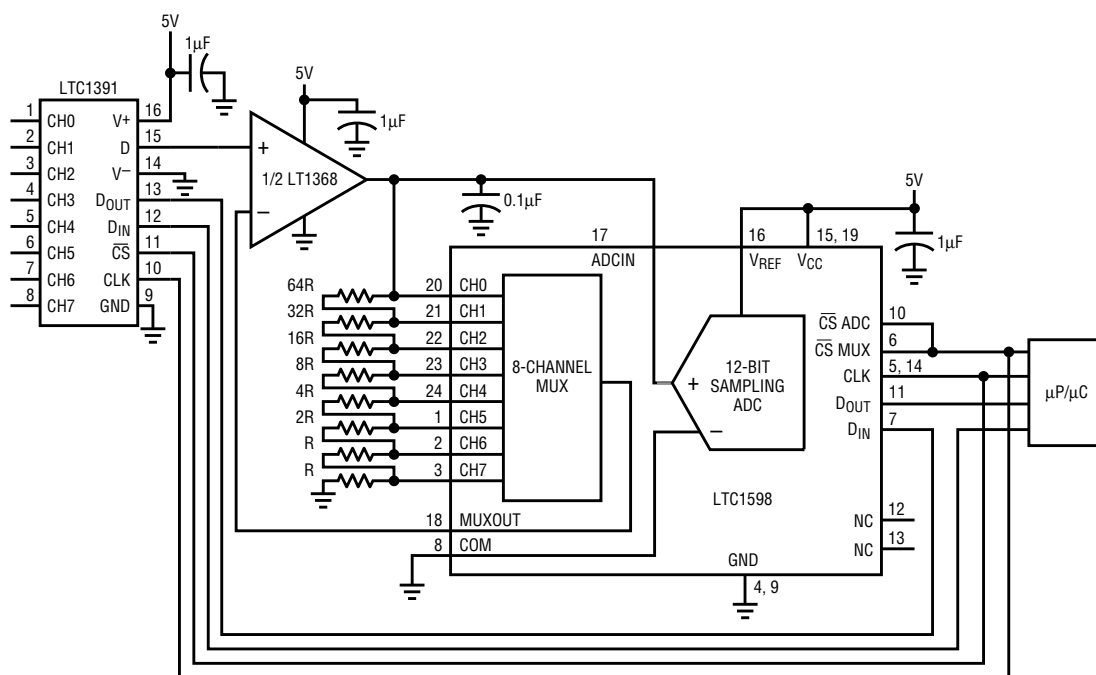 5V
1µF
LTC1391
1 CH0 V+ 16
2 CH1 D 15
3 CH2 V– 14
4 CH3 DOUT 13
5 CH4 DIN 12
6 CH5 CS 11
7 CH6 CLK 10
8 CH7 GND 9
5V
1µF
+
1/2 LT1368
–
0.1µF
64R
32R
16R
8R
4R
2R
R
R
20 CH0
21 CH1
22 CH2
23 CH3
24 CH4
1 CH5
2 CH6
3 CH7
18 MUXOUT
8 COM
8-CHANNEL
MUX
17
ADCIN
16
VREF
15, 19
VCC
5V
1µF
+
12-BIT
SAMPLING
ADC
–
CS ADC 10
CS MUX 6
CLK 5, 14
DOUT 11
DIN 7
NC 12
NC 13
LTC1598
GND
4, 9
µP/µC